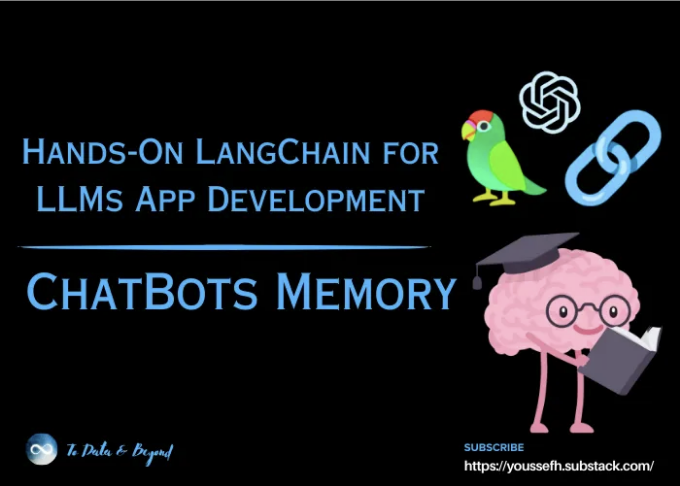 Hands-On LangChain for
LLMs App Development
ChatBots Memory
To Data & Beyond
SUBSCRIBE
https://youssefh.substack.com/